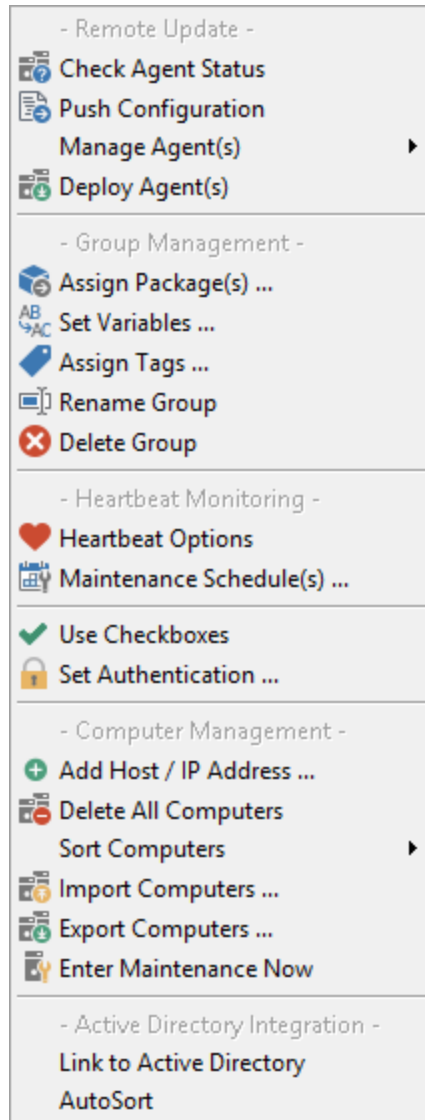 - Remote Update -
Check Agent Status
Push Configuration
Manage Agent(s)
Deploy Agent(s)
- Group Management -
Assign Package(s) ...
AB
AC
Set Variables ...
Assign Tags ...
Rename Group
Delete Group
- Heartbeat Monitoring -
Heartbeat Options
Maintenance Schedule(s) ...
Use Checkboxes
Set Authentication ...
- Computer Management -
Add Host / IP Address ...
Delete All Computers
Sort Computers
Import Computers ...
Export Computers ...
Enter Maintenance Now
- Active Directory Integration -
Link to Active Directory
AutoSort